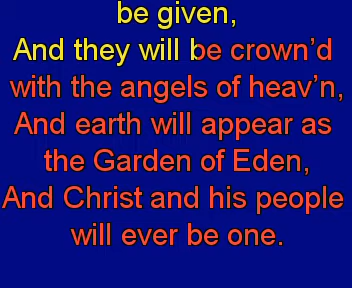 be given,
And they will be crown'd
with the angels of heav'n,
And earth will appear as
the Garden of Eden,
And Christ and his people
will ever be one.